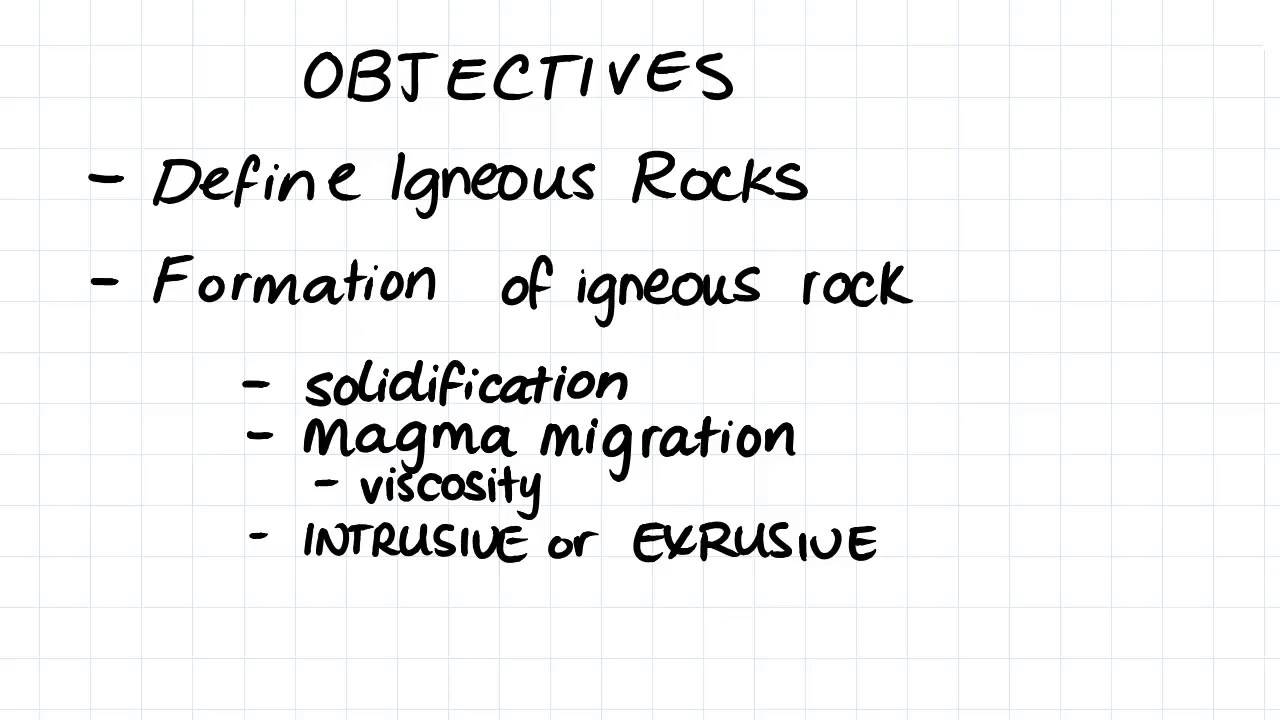 OBJECTIVES
- Define Igneous Rocks
- Formation of igneous rock
- solidification
- Magma migration
- viscosity
- INTRUSIVE or EXRUSIVE